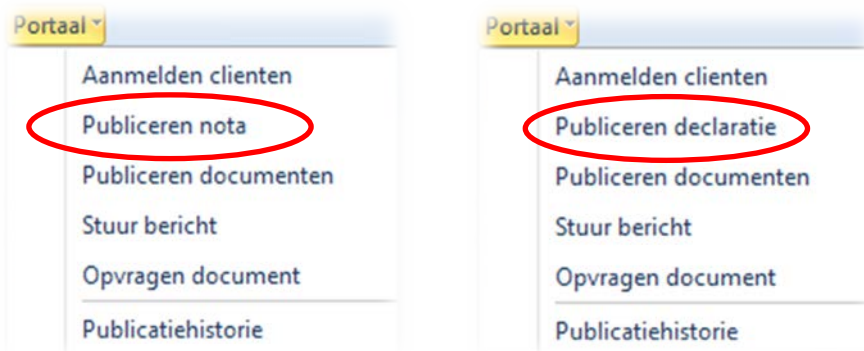 Portaal
Aanmelden clienten
Publiceren nota
Publiceren documenten
Stuur bericht
Opvragen document
Publicatiehistorie
Portaal
Aanmelden clienten
Publiceren declaratie
Publiceren documenten
Stuur bericht
Opvragen document
Publicatiehistorie